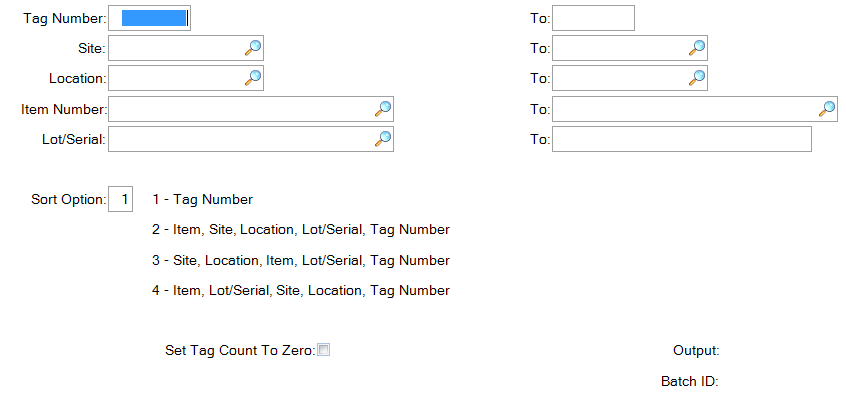 Tag Number: To:
Site: To:
Location: To:
Item Number: To:
Lot/Serial: To:
Sort Option: 1 1 - Tag Number
2 - Item, Site, Location, Lot/Serial, Tag Number
3 - Site, Location, Item, Lot/Serial, Tag Number
4 - Item, Lot/Serial, Site, Location, Tag Number
Set Tag Count To Zero: Output:
Batch ID: